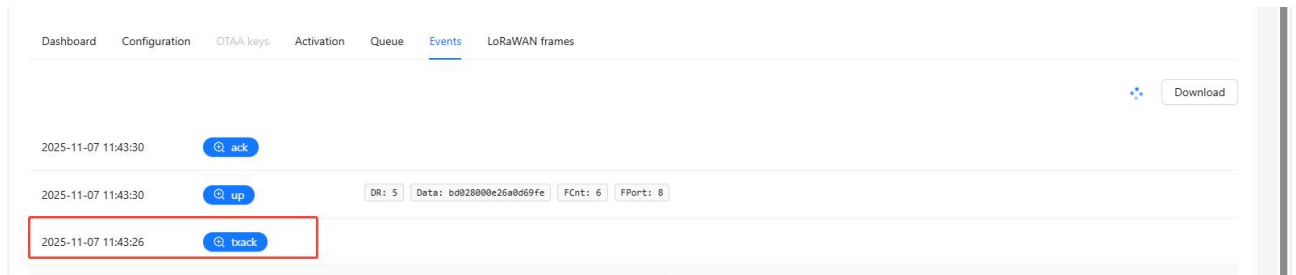 Dashboard Configuration OTAA keys Activation Queue Events LoRaWAN frames
Download
2025-11-07 11:43:30 ack
2025-11-07 11:43:30 up DR: 5 Data: bd028000e26a0d69fe FCnt: 6 FPort: 8
2025-11-07 11:43:26 txack